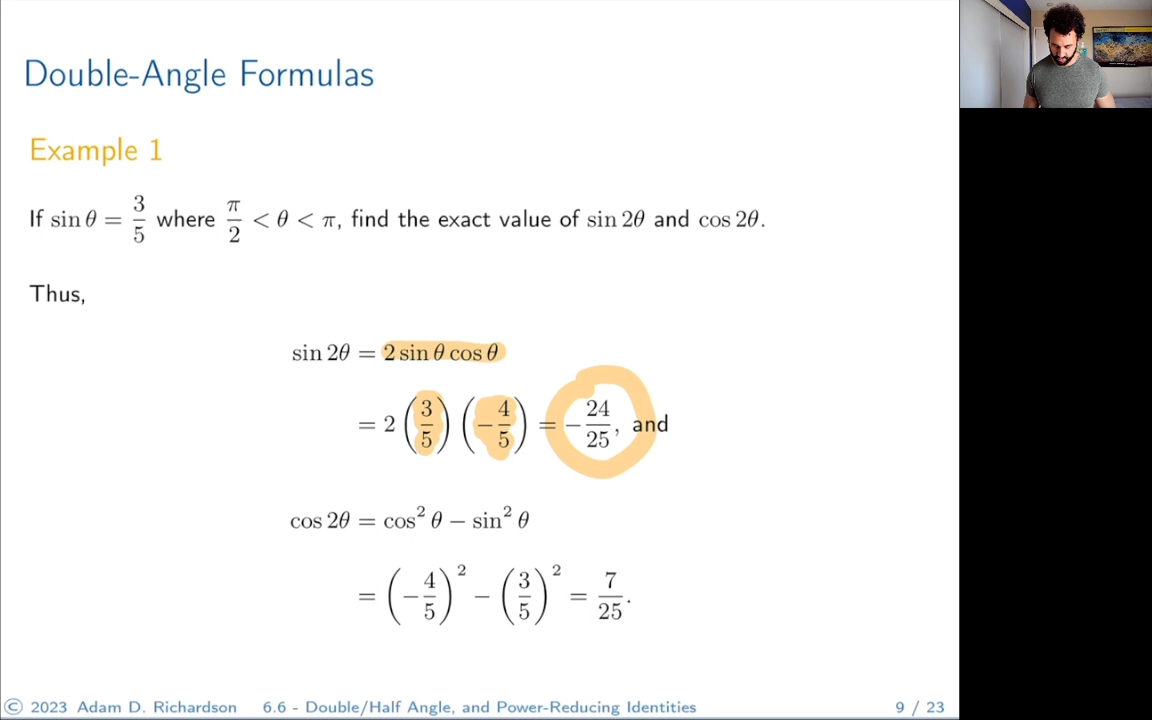 Double-Angle Formulas
Example 1
If sin θ = 3/5 where π/2 < θ < π, find the exact value of sin 2θ and cos 2θ.
Thus,
sin 2θ = 2 sin θ cos θ
= 2 (3/5) (−4/5) = −24/25, and
cos 2θ = cos² θ − sin² θ
= (−4/5)² − (3/5)² = 7/25.
© 2023 Adam D. Richardson 6.6 - Double/Half Angle, and Power-Reducing Identities 9 / 23